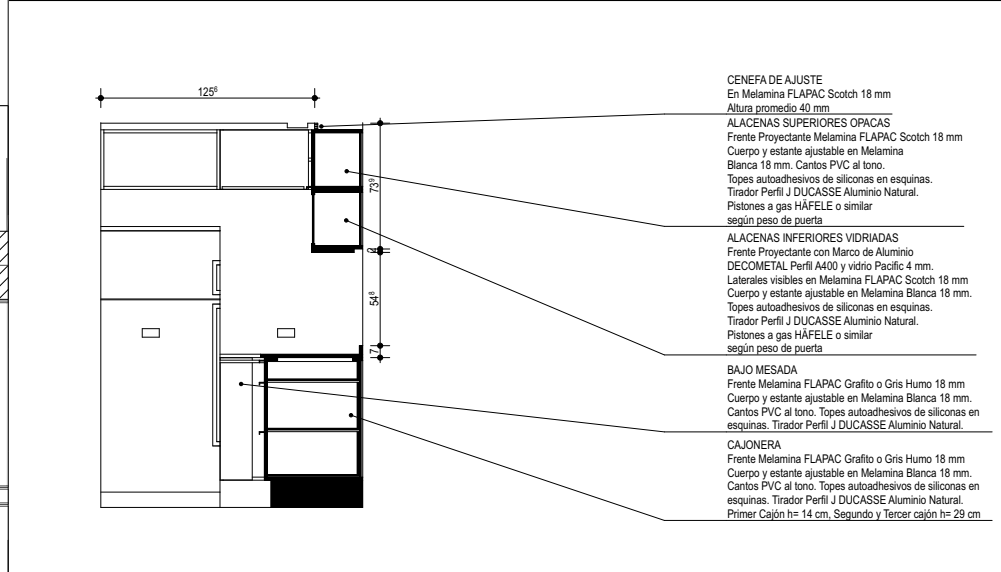 125⁶
CENEFA DE AJUSTE
En Melamina FLAPAC Scotch 18 mm
Altura promedio 40 mm
ALACENAS SUPERIORES OPACAS
Frente Proyectante Melamina FLAPAC Scotch 18 mm
Cuerpo y estante ajustable en Melamina
Blanca 18 mm. Cantos PVC al tono.
Topes autoadhesivos de siliconas en esquinas.
Tirador Perfil J DUCASSE Aluminio Natural.
Pistones a gas HÄFELE o similar
según peso de puerta
73⁹
2
ALACENAS INFERIORES VIDRIADAS
Frente Proyectante con Marco de Aluminio
DECOMETAL Perfil A400 y vidrio Pacific 4 mm.
Laterales visibles en Melamina FLAPAC Scotch 18 mm
Cuerpo y estante ajustable en Melamina Blanca 18 mm.
Topes autoadhesivos de siliconas en esquinas.
Tirador Perfil J DUCASSE Aluminio Natural.
Pistones a gas HÄFELE o similar
según peso de puerta
54⁸
7
BAJO MESADA
Frente Melamina FLAPAC Grafito o Gris Humo 18 mm
Cuerpo y estante ajustable en Melamina Blanca 18 mm.
Cantos PVC al tono. Topes autoadhesivos de siliconas en
esquinas. Tirador Perfil J DUCASSE Aluminio Natural.
CAJONERA
Frente Melamina FLAPAC Grafito o Gris Humo 18 mm
Cuerpo y estante ajustable en Melamina Blanca 18 mm.
Cantos PVC al tono. Topes autoadhesivos de siliconas en
esquinas. Tirador Perfil J DUCASSE Aluminio Natural.
Primer Cajón h= 14 cm, Segundo y Tercer cajón h= 29 cm